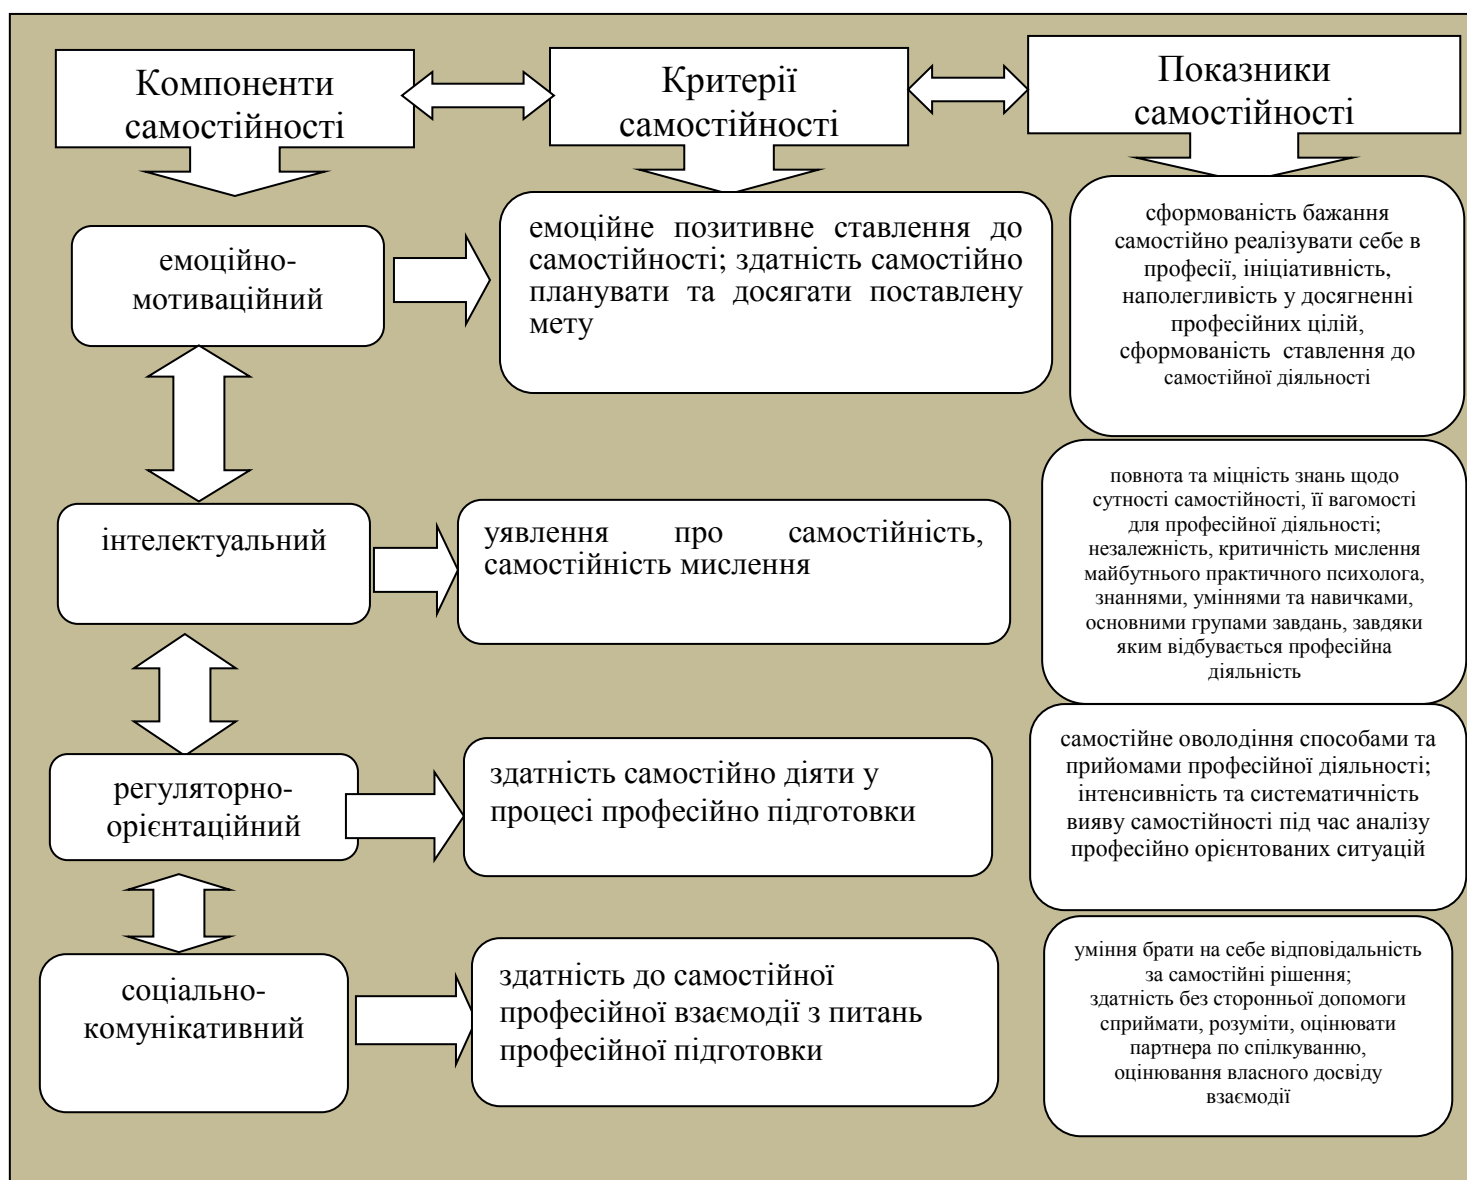 Компоненти
самостійності
Критерії
самостійності
Показники
самостійності
емоційно-
мотиваційний
емоційне позитивне ставлення до
самостійності; здатність самостійно
планувати та досягати поставлену
мету
сформованість бажання
самостійно реалізувати себе в
професії, ініціативність,
наполегливість у досягненні
професійних цілій,
сформованість ставлення до
самостійної діяльності
інтелектуальний
уявлення про самостійність,
самостійність мислення
повнота та міцність знань щодо
сутності самостійності, її вагомості
для професійної діяльності;
незалежність, критичність мислення
майбутнього практичного психолога,
знаннями, уміннями та навичками,
основними групами завдань, завдяки
яким відбувається професійна
діяльність
регуляторно-
орієнтаційний
здатність самостійно діяти у
процесі професійно підготовки
самостійне оволодіння способами та
прийомами професійної діяльності;
інтенсивність та систематичність
вияву самостійності під час аналізу
професійно орієнтованих ситуацій
соціально-
комунікативний
здатність до самостійної
професійної взаємодії з питань
професійної підготовки
уміння брати на себе відповідальність
за самостійні рішення;
здатність без сторонньої допомоги
сприймати, розуміти, оцінювати
партнера по спілкуванню,
оцінювання власного досвіду
взаємодії